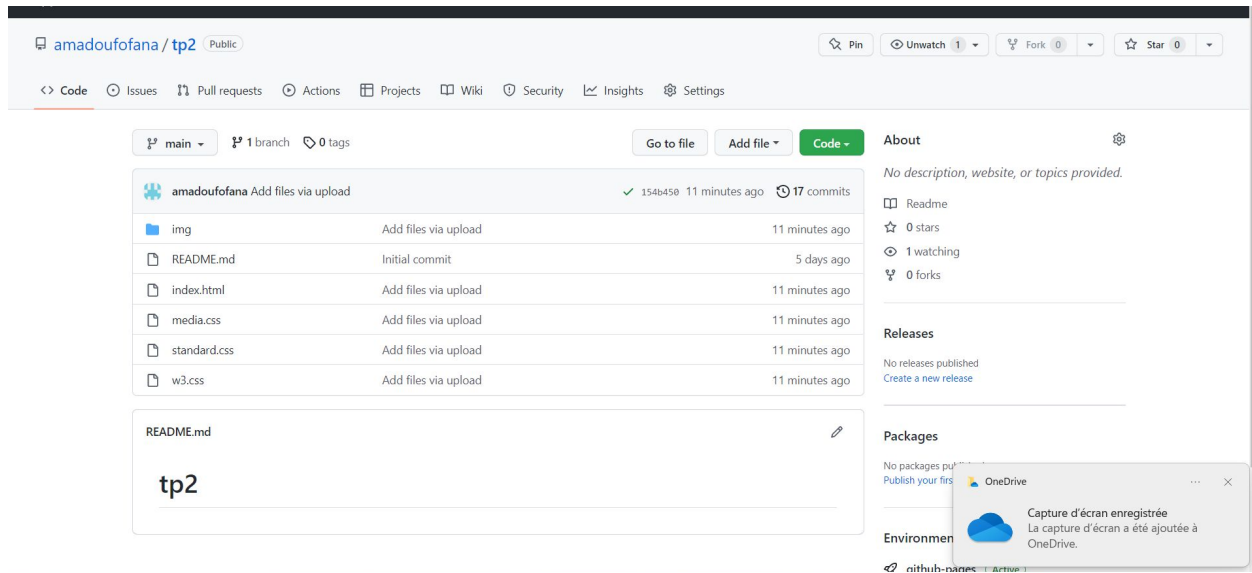 amadoufofana / tp2 Public
Pin Unwatch 1 Fork 0 Star 0
Code Issues Pull requests Actions Projects Wiki Security Insights Settings
main 1 branch 0 tags Go to file Add file Code
amadoufofana Add files via upload 154b450 11 minutes ago 17 commits
img Add files via upload 11 minutes ago
README.md Initial commit 5 days ago
index.html Add files via upload 11 minutes ago
media.css Add files via upload 11 minutes ago
standard.css Add files via upload 11 minutes ago
w3.css Add files via upload 11 minutes ago
README.md
tp2
About
No description, website, or topics provided.
Readme
0 stars
1 watching
0 forks
Releases
No releases published
Create a new release
Packages
No packages
Publish your
OneDrive
Capture d'écran enregistrée
La capture d'écran a été ajoutée à
OneDrive.
github-pages Active